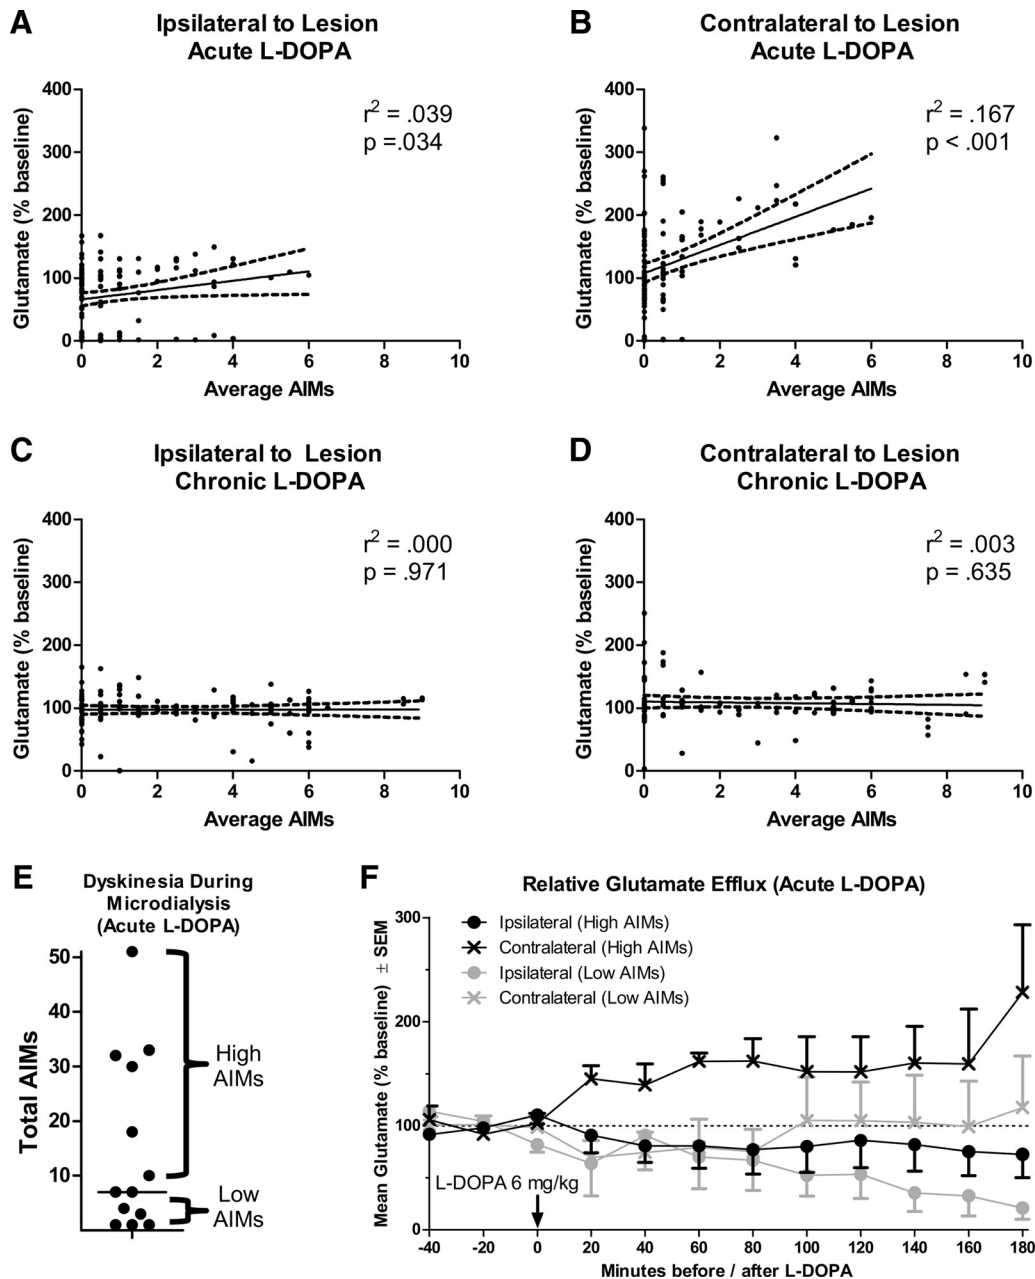 A
Ipsilateral to Lesion
Acute L-DOPA
Glutamate (% baseline)
400
300
200
100
0
r² = .039
p =.034
0 2 4 6 8 10
Average AIMs
B
Contralateral to Lesion
Acute L-DOPA
Glutamate (% baseline)
400
300
200
100
0
r² = .167
p < .001
0 2 4 6 8 10
Average AIMs
C
Ipsilateral to Lesion
Chronic L-DOPA
Glutamate (% baseline)
400
300
200
100
0
r² = .000
p = .971
0 2 4 6 8 10
Average AIMs
D
Contralateral to Lesion
Chronic L-DOPA
Glutamate (% baseline)
400
300
200
100
0
r² = .003
p = .635
0 2 4 6 8 10
Average AIMs
E
Dyskinesia During
Microdialysis
(Acute L-DOPA)
Total AIMs
50
40
30
20
10
High
AIMs
Low
AIMs
F
Relative Glutamate Efflux (Acute L-DOPA)
Mean Glutamate (% baseline) ± SEM
300
200
100
0
Ipsilateral (High AIMs)
Contralateral (High AIMs)
Ipsilateral (Low AIMs)
Contralateral (Low AIMs)
L-DOPA 6 mg/kg
-40 -20 0 20 40 60 80 100 120 140 160 180
Minutes before / after L-DOPA